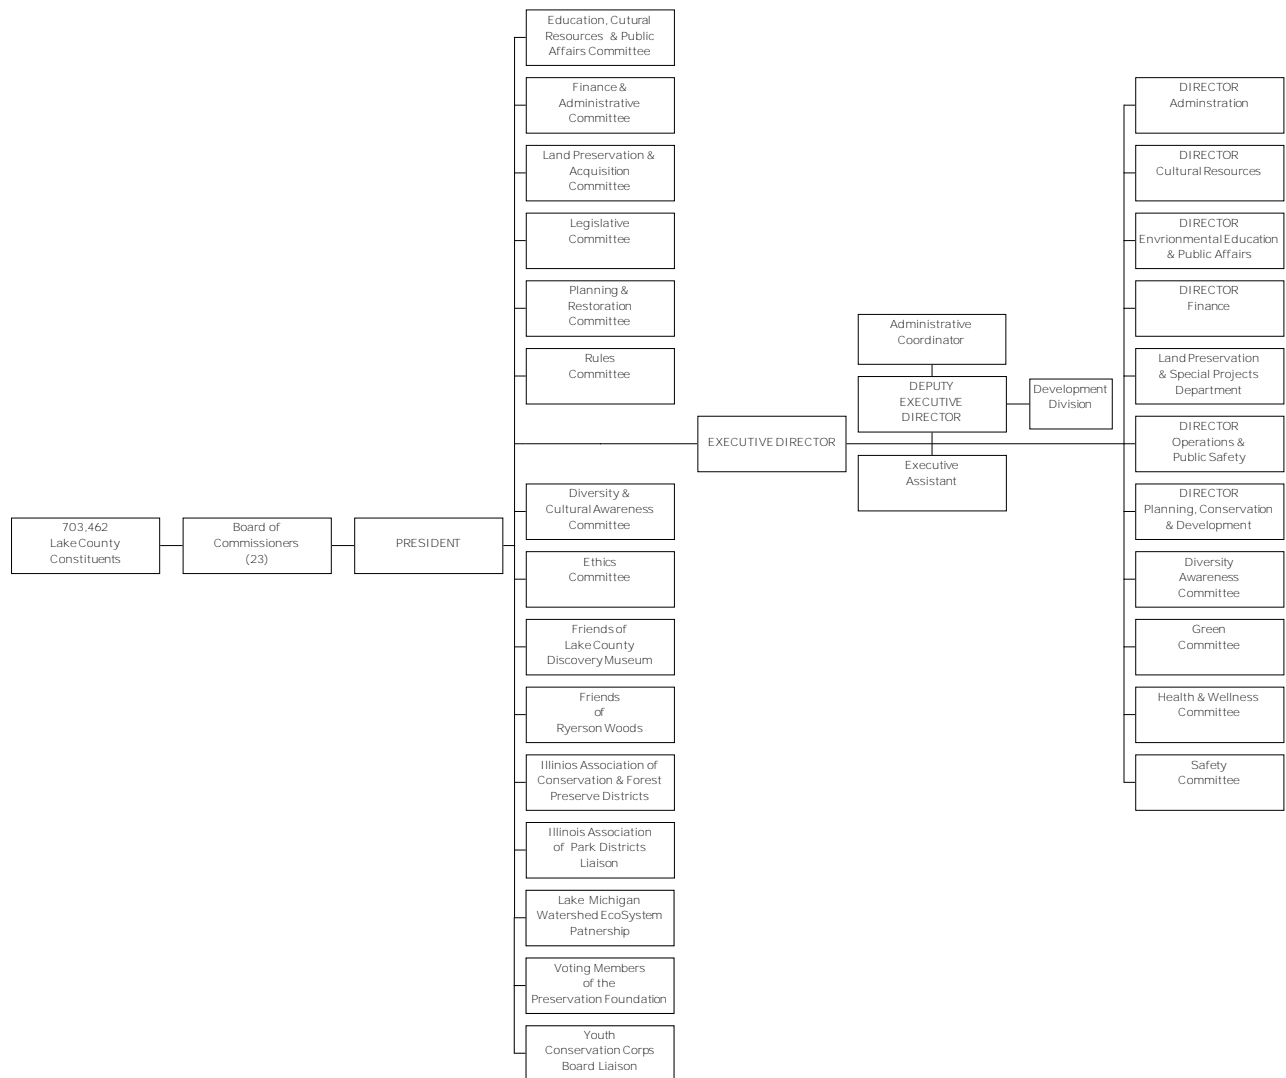 703,462
Lake County
Constituents
Board of
Commissioners
(23)
PRESIDENT
Education, Cutural
Resources & Public
Affairs Committee
Finance &
Administrative
Committee
Land Preservation &
Acquisition
Committee
Legislative
Committee
Planning &
Restoration
Committee
Rules
Committee
Diversity &
Cultural Awareness
Committee
Ethics
Committee
Friends of
Lake County
Discovery Museum
Friends
of
Ryerson Woods
Illinios Association of
Conservation & Forest
Preserve Districts
Illinois Association
of Park Districts
Liaison
Lake Michigan
Watershed EcoSystem
Patnership
Voting Members
of the
Preservation Foundation
Youth
Conservation Corps
Board Liaison
EXECUTIVE DIRECTOR
Administrative
Coordinator
DEPUTY
EXECUTIVE
DIRECTOR
Development
Division
Executive
Assistant
DIRECTOR
Adminstration
DIRECTOR
Cultural Resources
DIRECTOR
Envrionmental Education
& Public Affairs
DIRECTOR
Finance
Land Preservation
& Special Projects
Department
DIRECTOR
Operations &
Public Safety
DIRECTOR
Planning, Conservation
& Development
Diversity
Awareness
Committee
Green
Committee
Health & Wellness
Committee
Safety
Committee